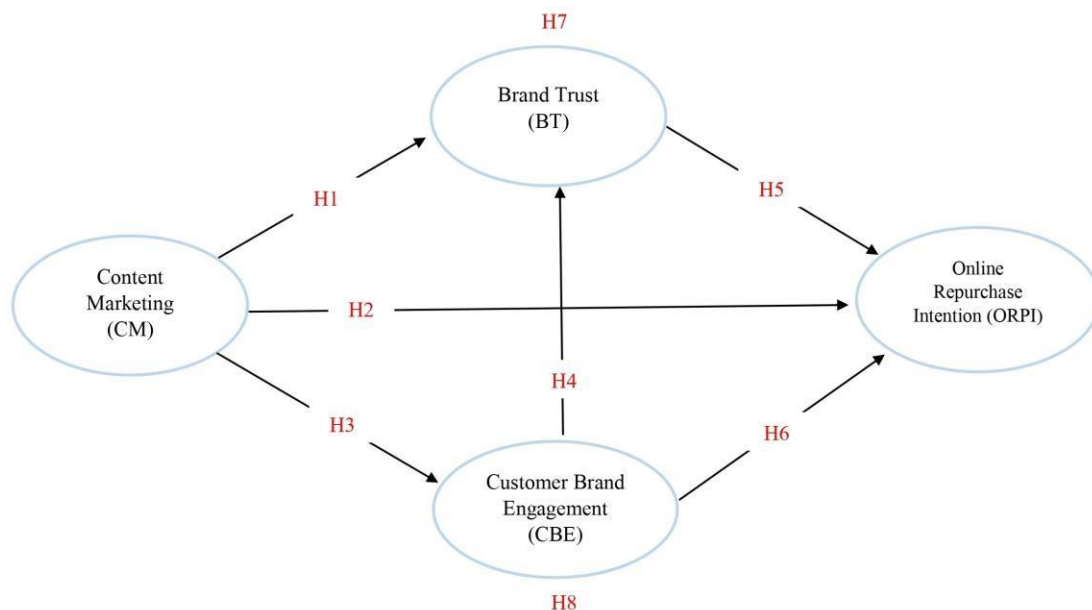 H7
Brand Trust
(BT)
H1
H5
Content
Marketing
(CM)
H2
Online
Repurchase
Intention (ORPI)
H4
H3
H6
Customer Brand
Engagement
(CBE)
H8